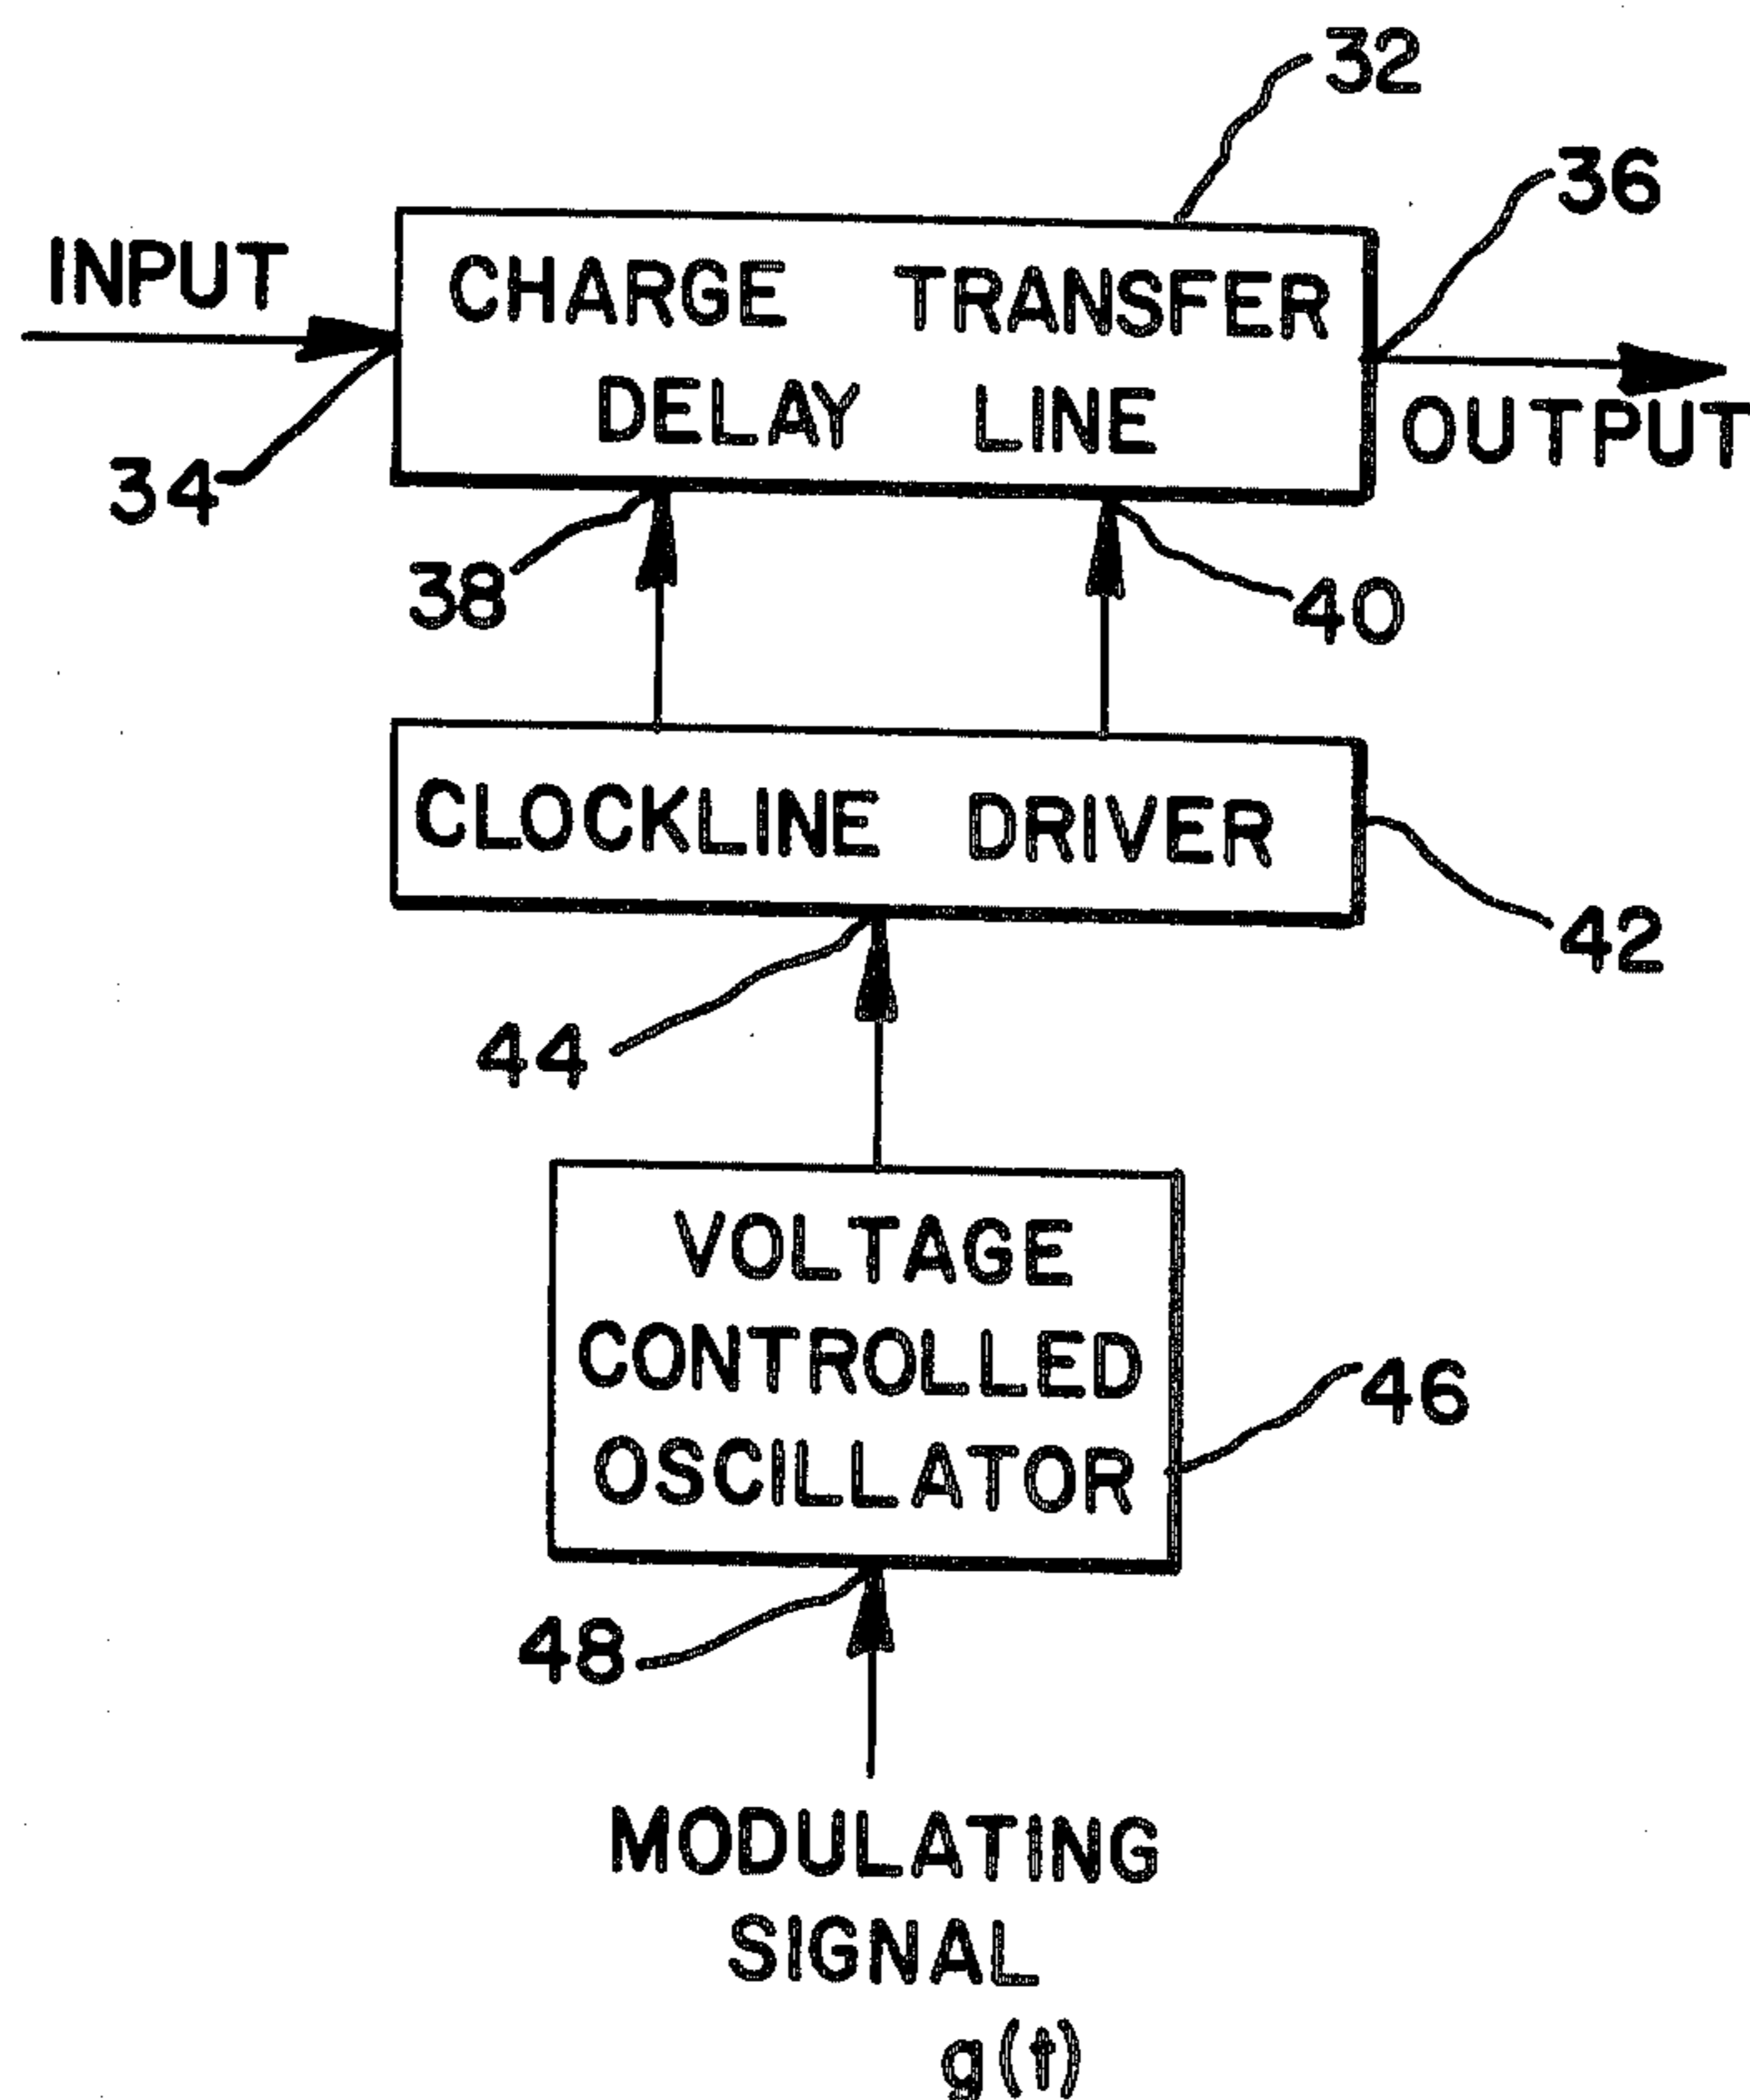 32
36
INPUT
CHARGE TRANSFER
DELAY LINE
OUTPUT
34
38
40
CLOCKLINE DRIVER
42
44
VOLTAGE
CONTROLLED
OSCILLATOR
46
48
MODULATING
SIGNAL
g(t)